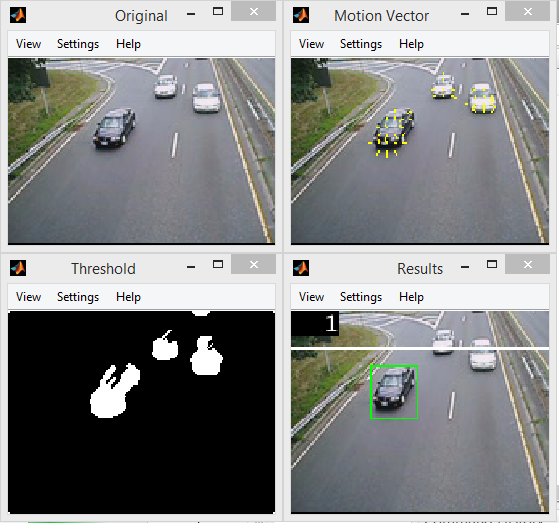 Original
View Settings Help
Motion Vector
View Settings Help
Threshold
View Settings Help
Results
View Settings Help
1